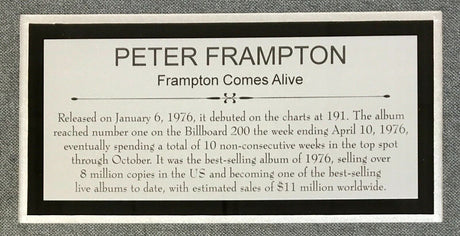 PETER FRAMPTON
Frampton Comes Alive
Released on January 6, 1976, it debuted on the charts at 191. The album
reached number one on the Billboard 200 the week ending April 10, 1976,
eventually spending a total of 10 non-consecutive weeks in the top spot
through October. It was the best-selling album of 1976, selling over
8 million copies in the US and becoming one of the best-selling
live albums to date, with estimated sales of $11 million worldwide.